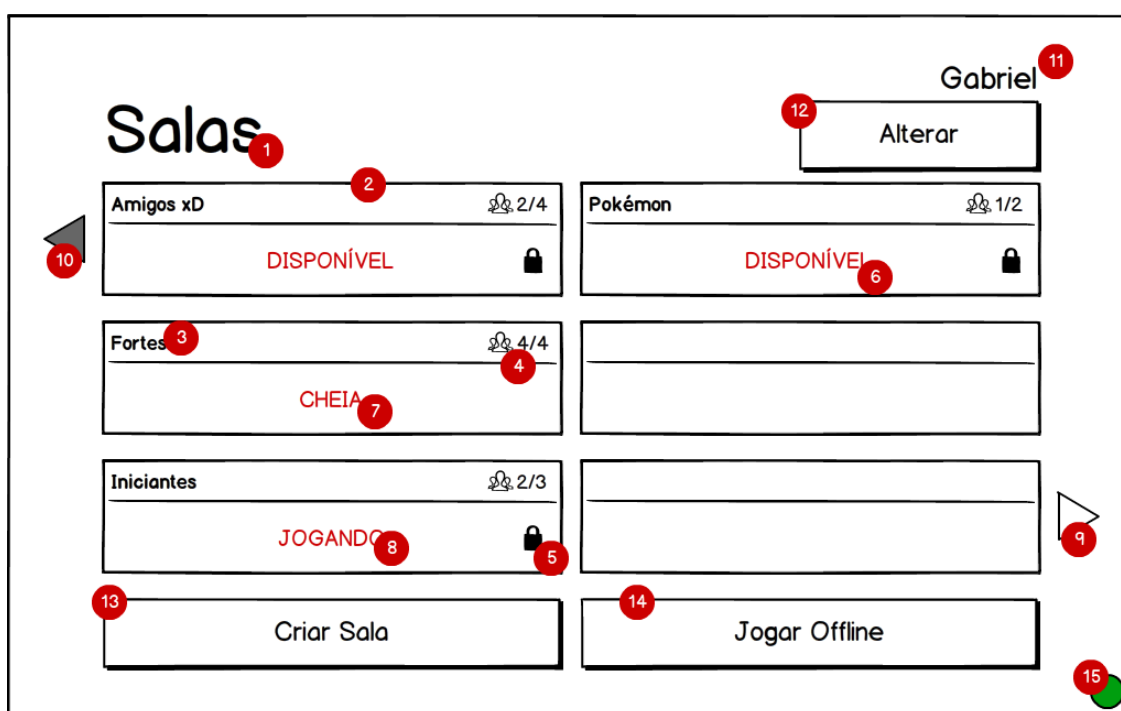 Gabriel 11
Salas 1
12 Alterar
2
Amigos xD 2/4
Pokémon 1/2
10
DISPONÍVEL
DISPONÍVEL 6
Fortes 3 4/4
4
CHEIA 7
Iniciantes 2/3
JOGANDO 8
5
9
13 Criar Sala
14 Jogar Offline
15